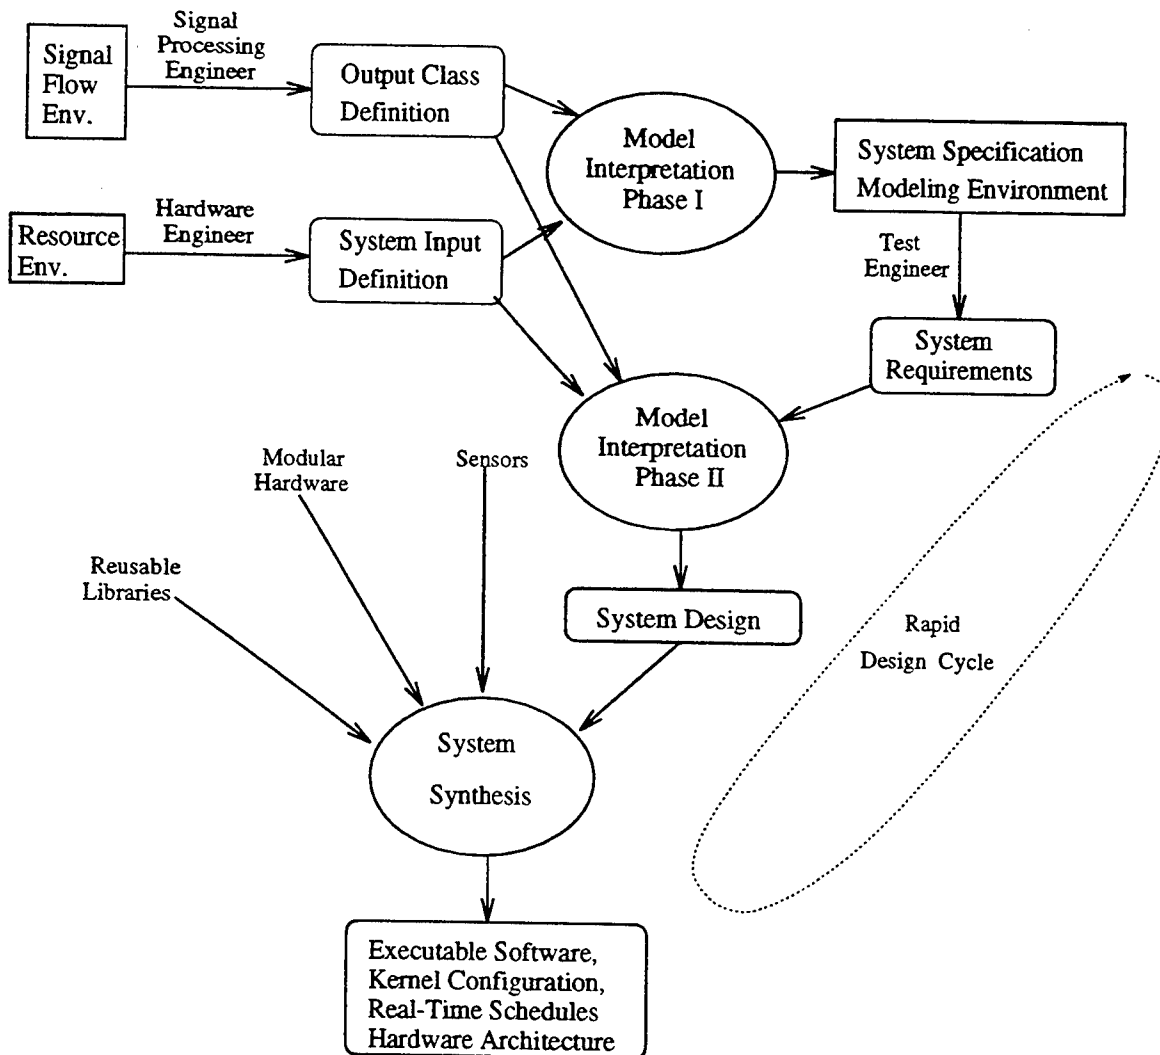 Signal
Processing
Engineer
Signal
Flow
Env.
Output Class
Definition
Model
Interpretation
Phase I
System Specification
Modeling Environment
Hardware
Engineer
Resource
Env.
System Input
Definition
Test
Engineer
System
Requirements
Model
Interpretation
Phase II
Modular
Hardware
Sensors
Reusable
Libraries
System Design
Rapid
Design Cycle
System
Synthesis
Executable Software,
Kernel Configuration,
Real-Time Schedules
Hardware Architecture